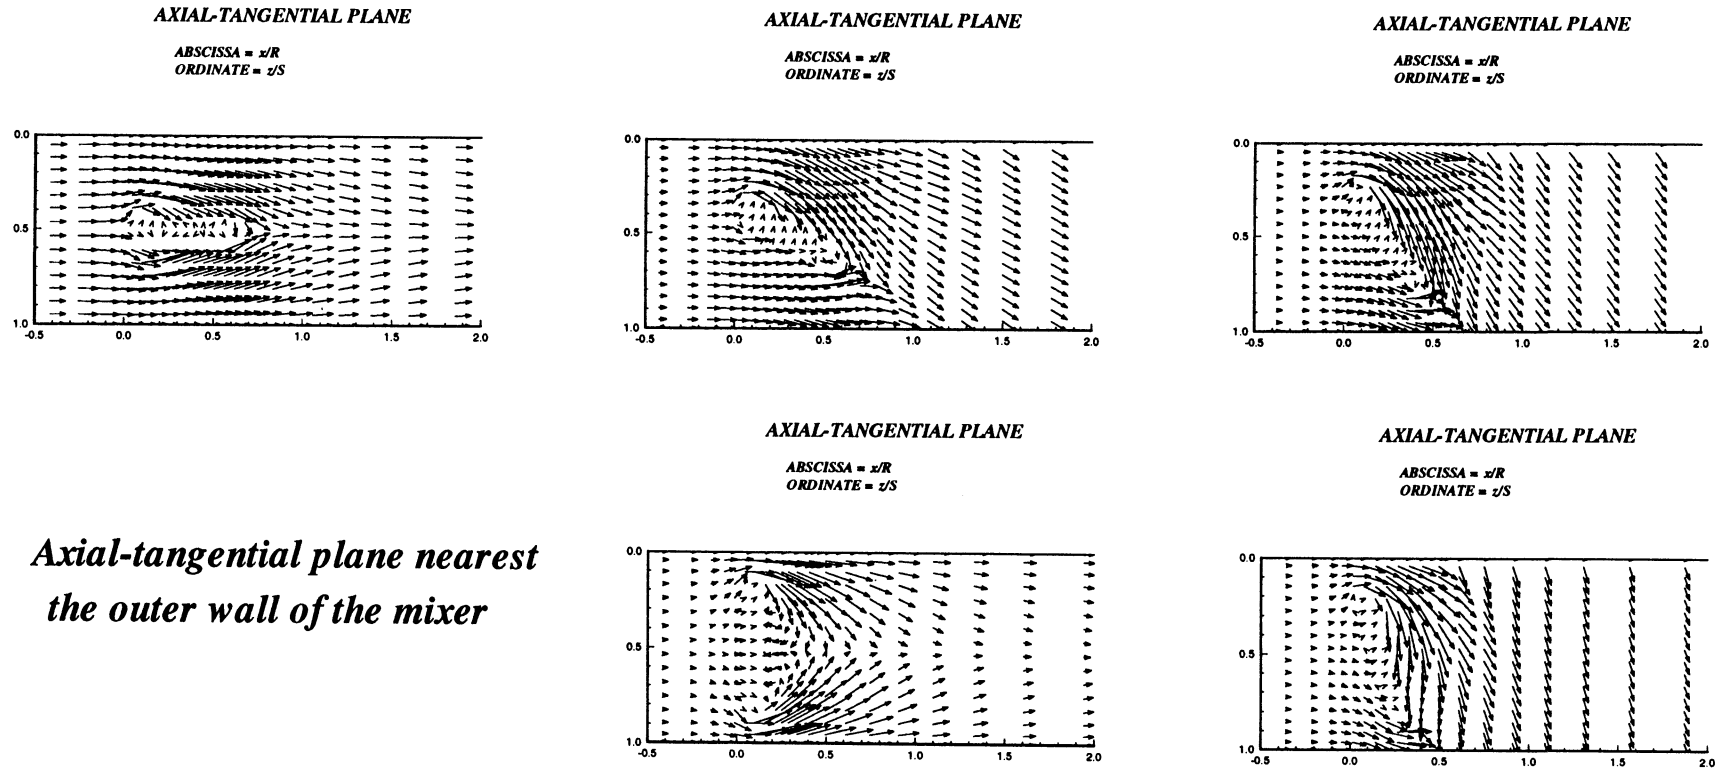 AXIAL-TANGENTIAL PLANE
ABSCISSA = x/R
ORDINATE = z/S
0.0
0.5
1.0
-0.5 0.0 0.5 1.0 1.5 2.0
AXIAL-TANGENTIAL PLANE
ABSCISSA = x/R
ORDINATE = z/S
0.0
0.5
1.0
-0.5 0.0 0.5 1.0 1.5 2.0
AXIAL-TANGENTIAL PLANE
ABSCISSA = x/R
ORDINATE = z/S
0.0
0.5
1.0
-0.5 0.0 0.5 1.0 1.5 2.0
Axial-tangential plane nearest
the outer wall of the mixer
AXIAL-TANGENTIAL PLANE
ABSCISSA = x/R
ORDINATE = z/S
0.0
0.5
1.0
-0.5 0.0 0.5 1.0 1.5 2.0
AXIAL-TANGENTIAL PLANE
ABSCISSA = x/R
ORDINATE = z/S
0.0
0.5
1.0
-0.5 0.0 0.5 1.0 1.5 2.0